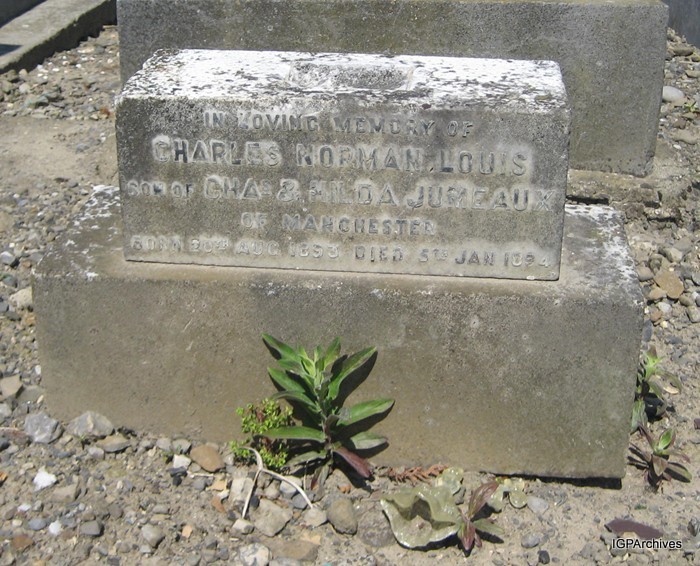 IN LOVING MEMORY OF
CHARLES NORMAN LOUIS
SON OF CHAS & HILDA JUMEAUX
OF MANCHESTER
BORN AUG 1893 DIED 5TH JAN 1894
IGPArchives